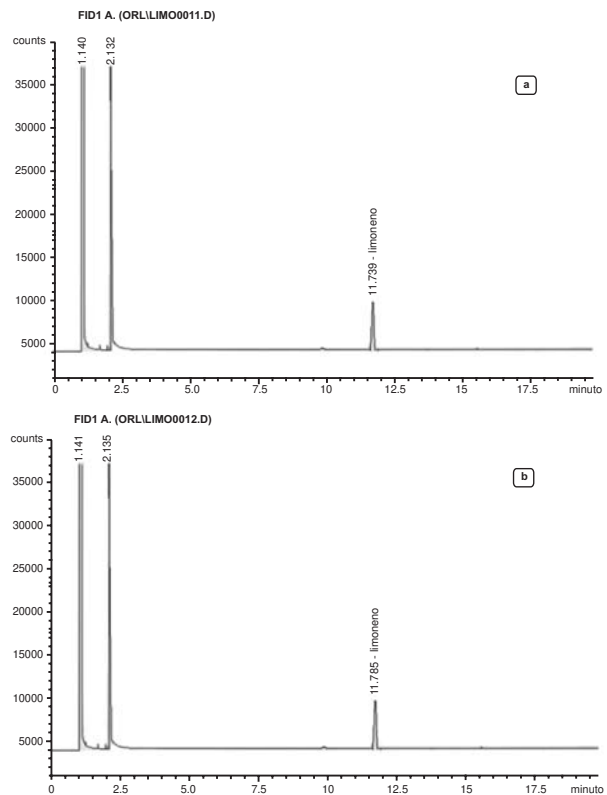 FID1 A. (ORL\LIMO0011.D)
counts
1.140
2.132
a
35000
30000
25000
20000
15000
11.739 - limoneno
10000
5000
0 2.5 5 7.5 10 12.5 15 17.5 minuto
FID1 A. (ORL\LIMO0012.D)
counts
1.141
2.135
b
35000
30000
25000
20000
15000
11.785 - limoneno
10000
5000
0 2.5 5 7.5 10 12.5 15 17.5 minuto